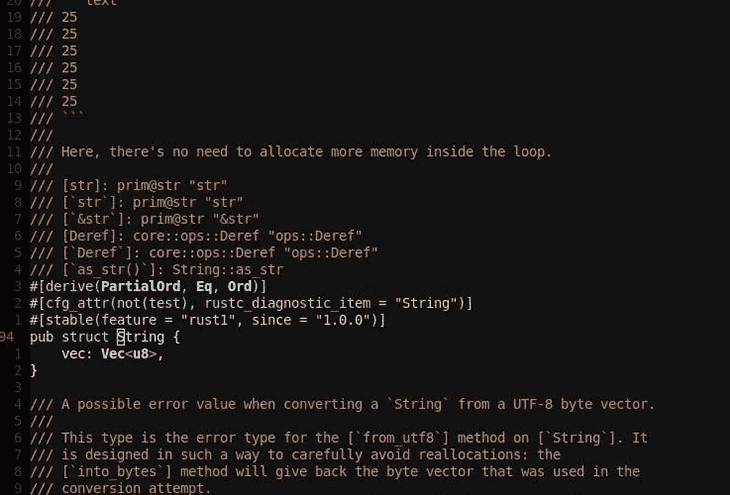 20 /// ```text
19 /// 25
18 /// 25
17 /// 25
16 /// 25
15 /// 25
14 /// 25
13 /// ```
12 ///
11 /// Here, there's no need to allocate more memory inside the loop.
10 ///
9 /// [str]: prim@str "str"
8 /// [`str`]: prim@str "str"
7 /// [`&str`]: prim@str "&str"
6 /// [Deref]: core::ops::Deref "ops::Deref"
5 /// [`Deref`]: core::ops::Deref "ops::Deref"
4 /// [`as_str()`]: String::as_str
3 #[derive(PartialOrd, Eq, Ord)]
2 #[cfg_attr(not(test), rustc_diagnostic_item = "String")]
1 #[stable(feature = "rust1", since = "1.0.0")]
94 pub struct String {
1     vec: Vec<u8>,
2 }
3
4 /// A possible error value when converting a `String` from a UTF-8 byte vector.
5 ///
6 /// This type is the error type for the [`from_utf8`] method on [`String`]. It
7 /// is designed in such a way to carefully avoid reallocations: the
8 /// [`into_bytes`] method will give back the byte vector that was used in the
9 /// conversion attempt.